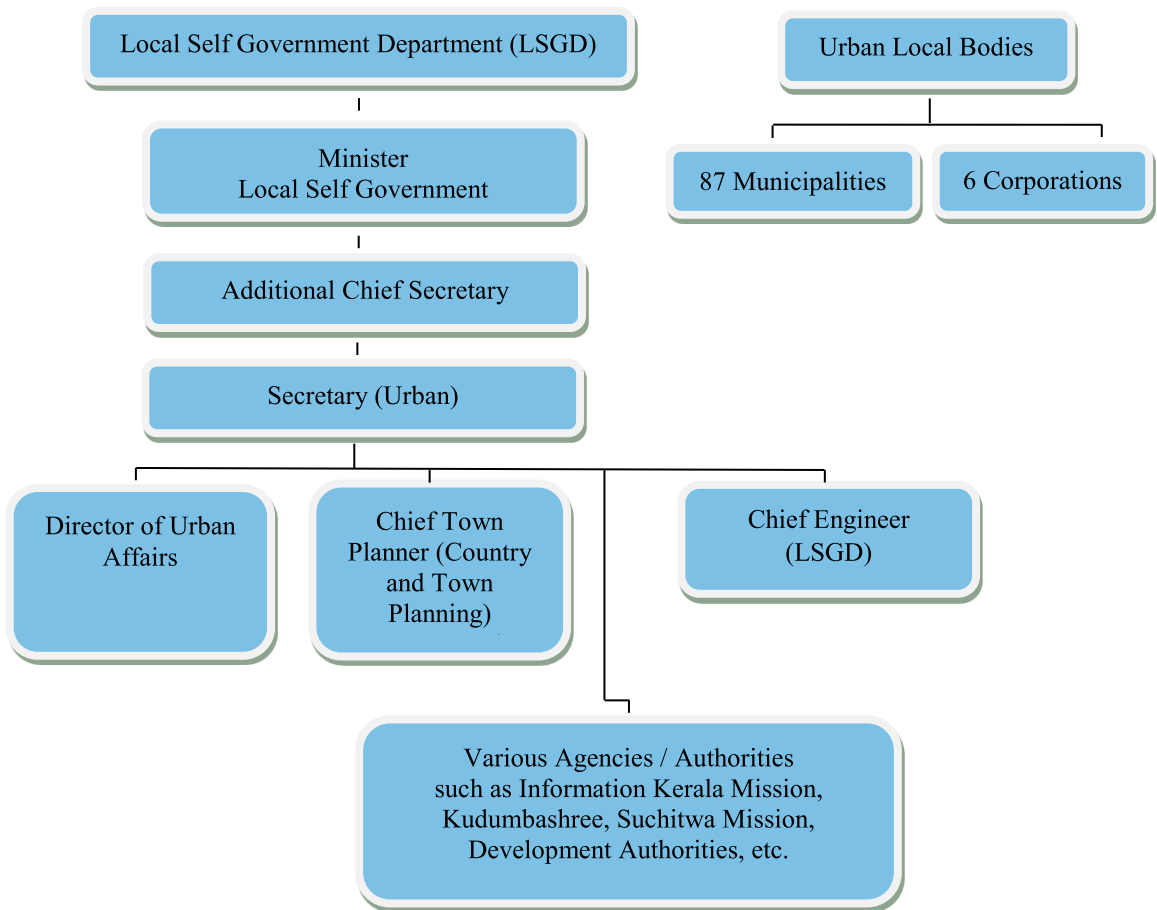 Local Self Government Department (LSGD)
Urban Local Bodies
Minister
Local Self Government
87 Municipalities
6 Corporations
Additional Chief Secretary
Secretary (Urban)
Director of Urban
Affairs
Chief Town
Planner (Country
and Town
Planning)
Chief Engineer
(LSGD)
Various Agencies / Authorities
such as Information Kerala Mission,
Kudumbashree, Suchitwa Mission,
Development Authorities, etc.